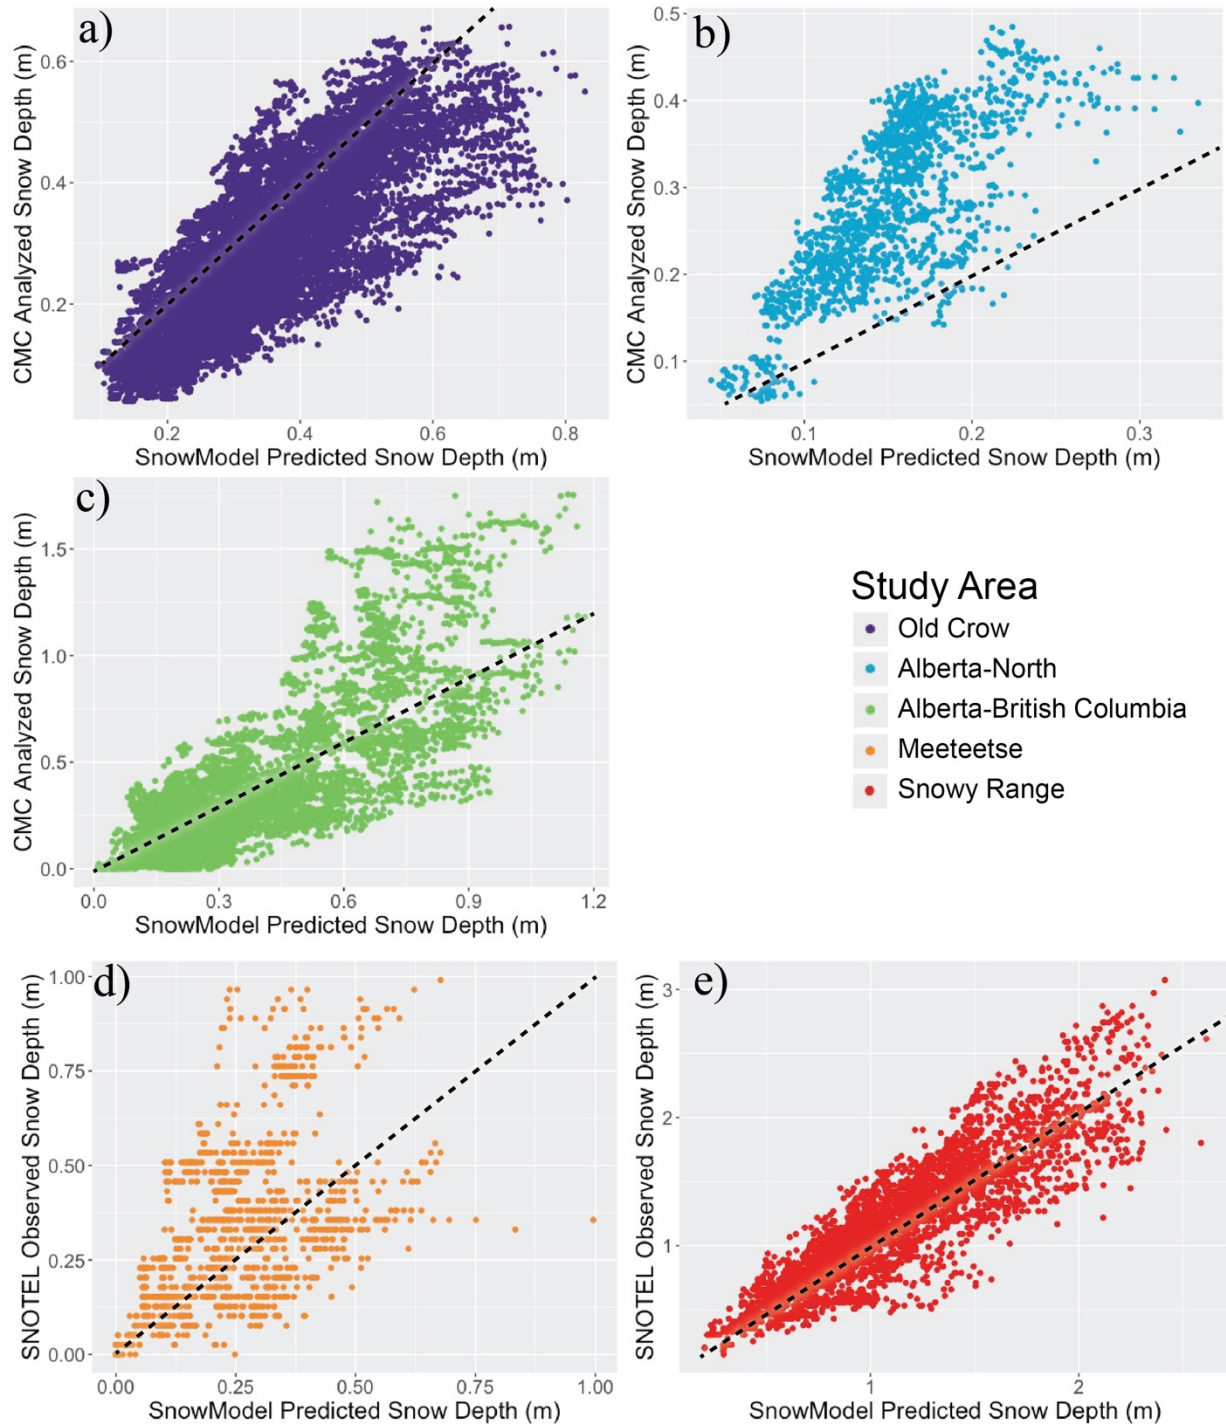 a)
CMC Analyzed Snow Depth (m)
0.6
0.4
0.2
0.2 0.4 0.6 0.8
SnowModel Predicted Snow Depth (m)
b)
CMC Analyzed Snow Depth (m)
0.5
0.4
0.3
0.2
0.1
0.1 0.2 0.3
SnowModel Predicted Snow Depth (m)
c)
CMC Analyzed Snow Depth (m)
1.5
1.0
0.5
0.0
0.0 0.3 0.6 0.9 1.2
SnowModel Predicted Snow Depth (m)
Study Area
Old Crow
Alberta-North
Alberta-British Columbia
Meeteetse
Snowy Range
d)
SNOTEL Observed Snow Depth (m)
1.00
0.75
0.50
0.25
0.00
0.00 0.25 0.50 0.75 1.00
SnowModel Predicted Snow Depth (m)
e)
SNOTEL Observed Snow Depth (m)
3
2
1
1 2
SnowModel Predicted Snow Depth (m)